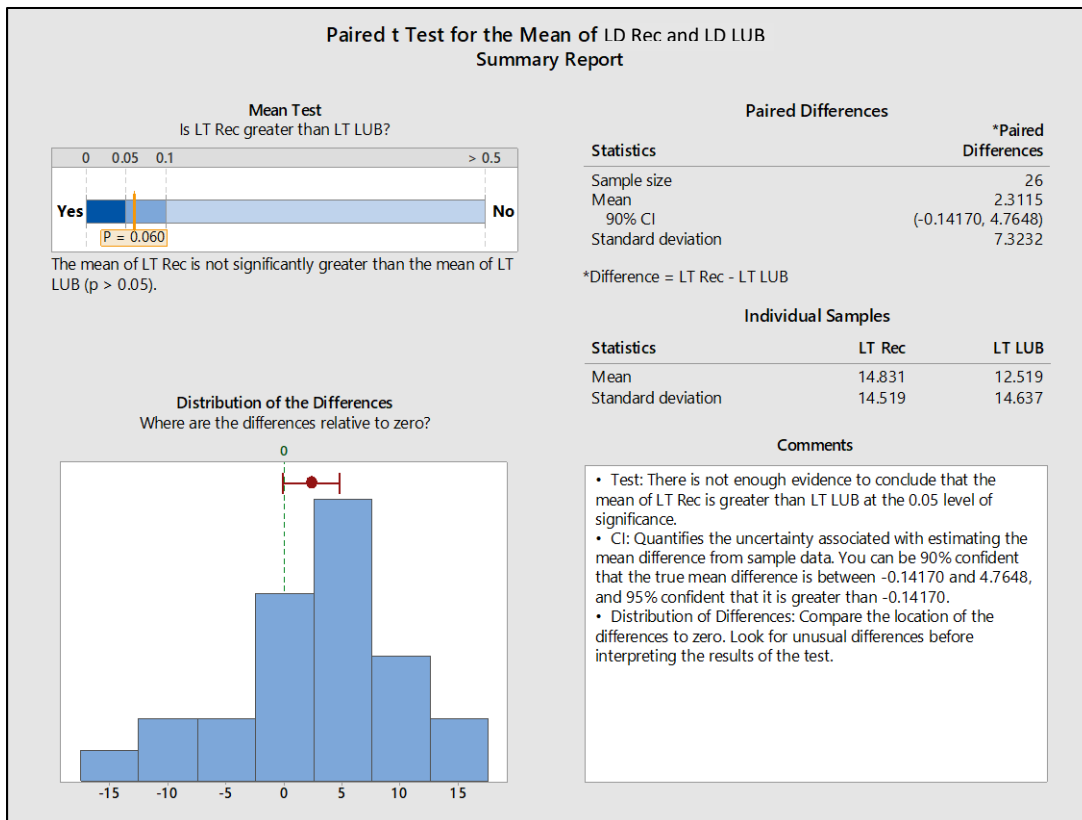 Paired t Test for the Mean of LD Rec and LD LUB
Summary Report
Mean Test
Is LT Rec greater than LT LUB?
0 0.05 0.1 > 0.5
Yes No
P = 0.060
The mean of LT Rec is not significantly greater than the mean of LT
LUB (p > 0.05).
Paired Differences
*Paired
Statistics Differences
Sample size 26
Mean 2.3115
90% CI (-0.14170, 4.7648)
Standard deviation 7.3232
*Difference = LT Rec - LT LUB
Individual Samples
Statistics LT Rec LT LUB
Mean 14.831 12.519
Standard deviation 14.519 14.637
Distribution of the Differences
Where are the differences relative to zero?
0
-15 -10 -5 0 5 10 15
Comments
• Test: There is not enough evidence to conclude that the
mean of LT Rec is greater than LT LUB at the 0.05 level of
significance.
• CI: Quantifies the uncertainty associated with estimating the
mean difference from sample data. You can be 90% confident
that the true mean difference is between -0.14170 and 4.7648,
and 95% confident that it is greater than -0.14170.
• Distribution of Differences: Compare the location of the
differences to zero. Look for unusual differences before
interpreting the results of the test.